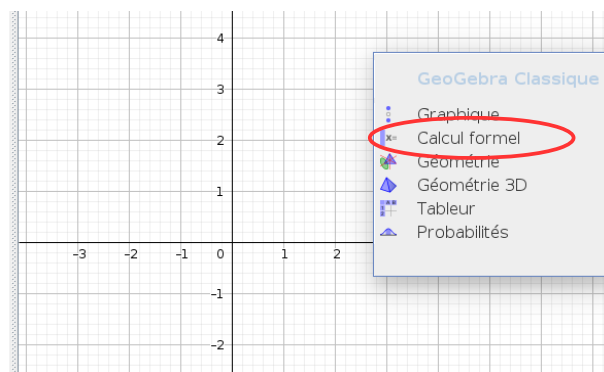 4
3
2
1
-3 -2 -1 0 1 2
-1
-2
GeoGebra Classique
Graphique
x=
Calcul formel
Géométrie
Géométrie 3D
Tableur
Probabilités